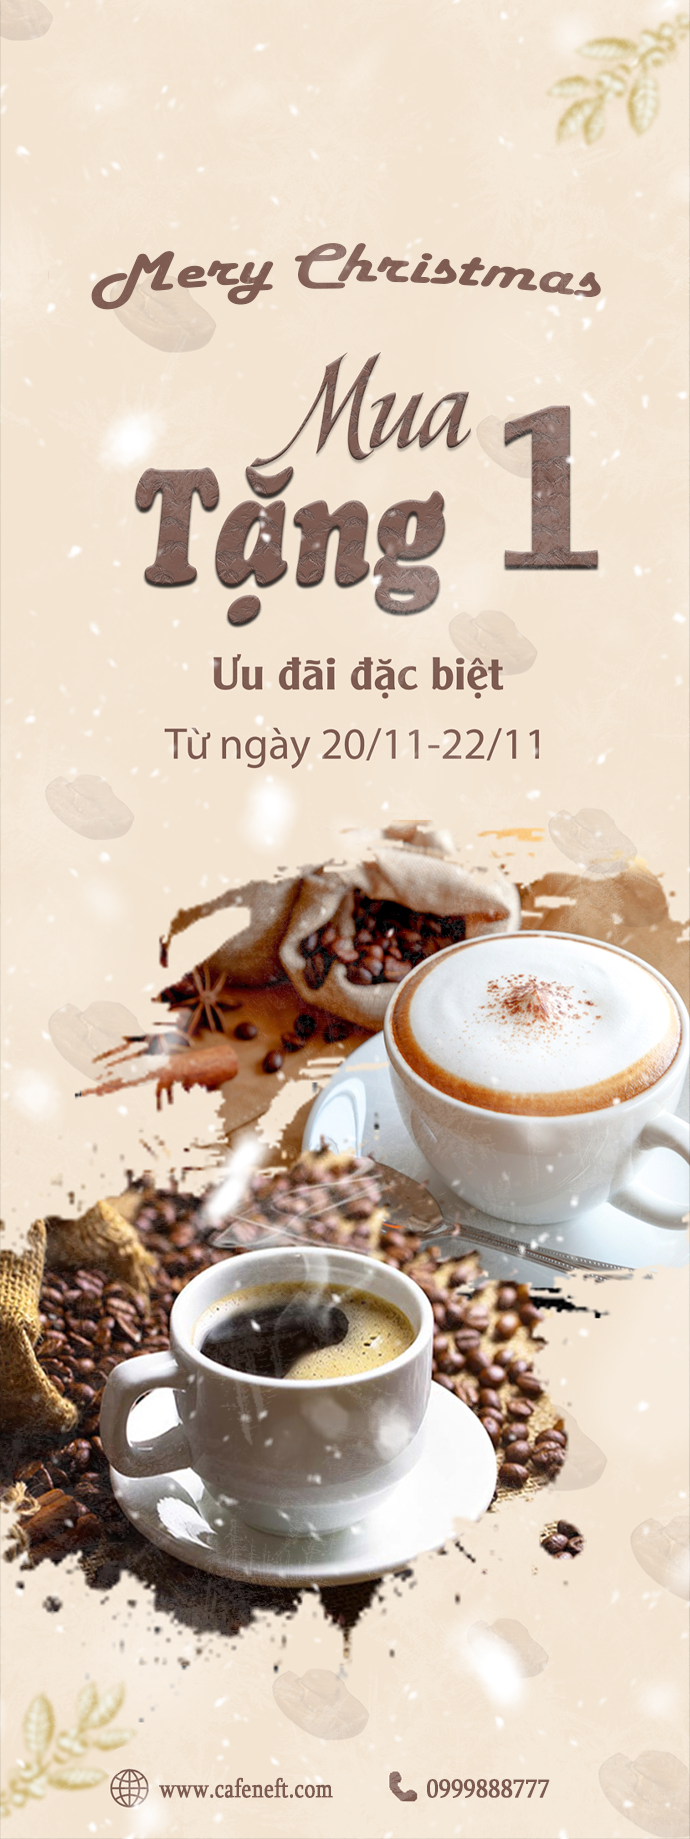 Mery Christmas
Mua
Tặng 1
Ưu đãi đặc biệt
Từ ngày 20/11-22/11
www.cafeneft.com 0999888777